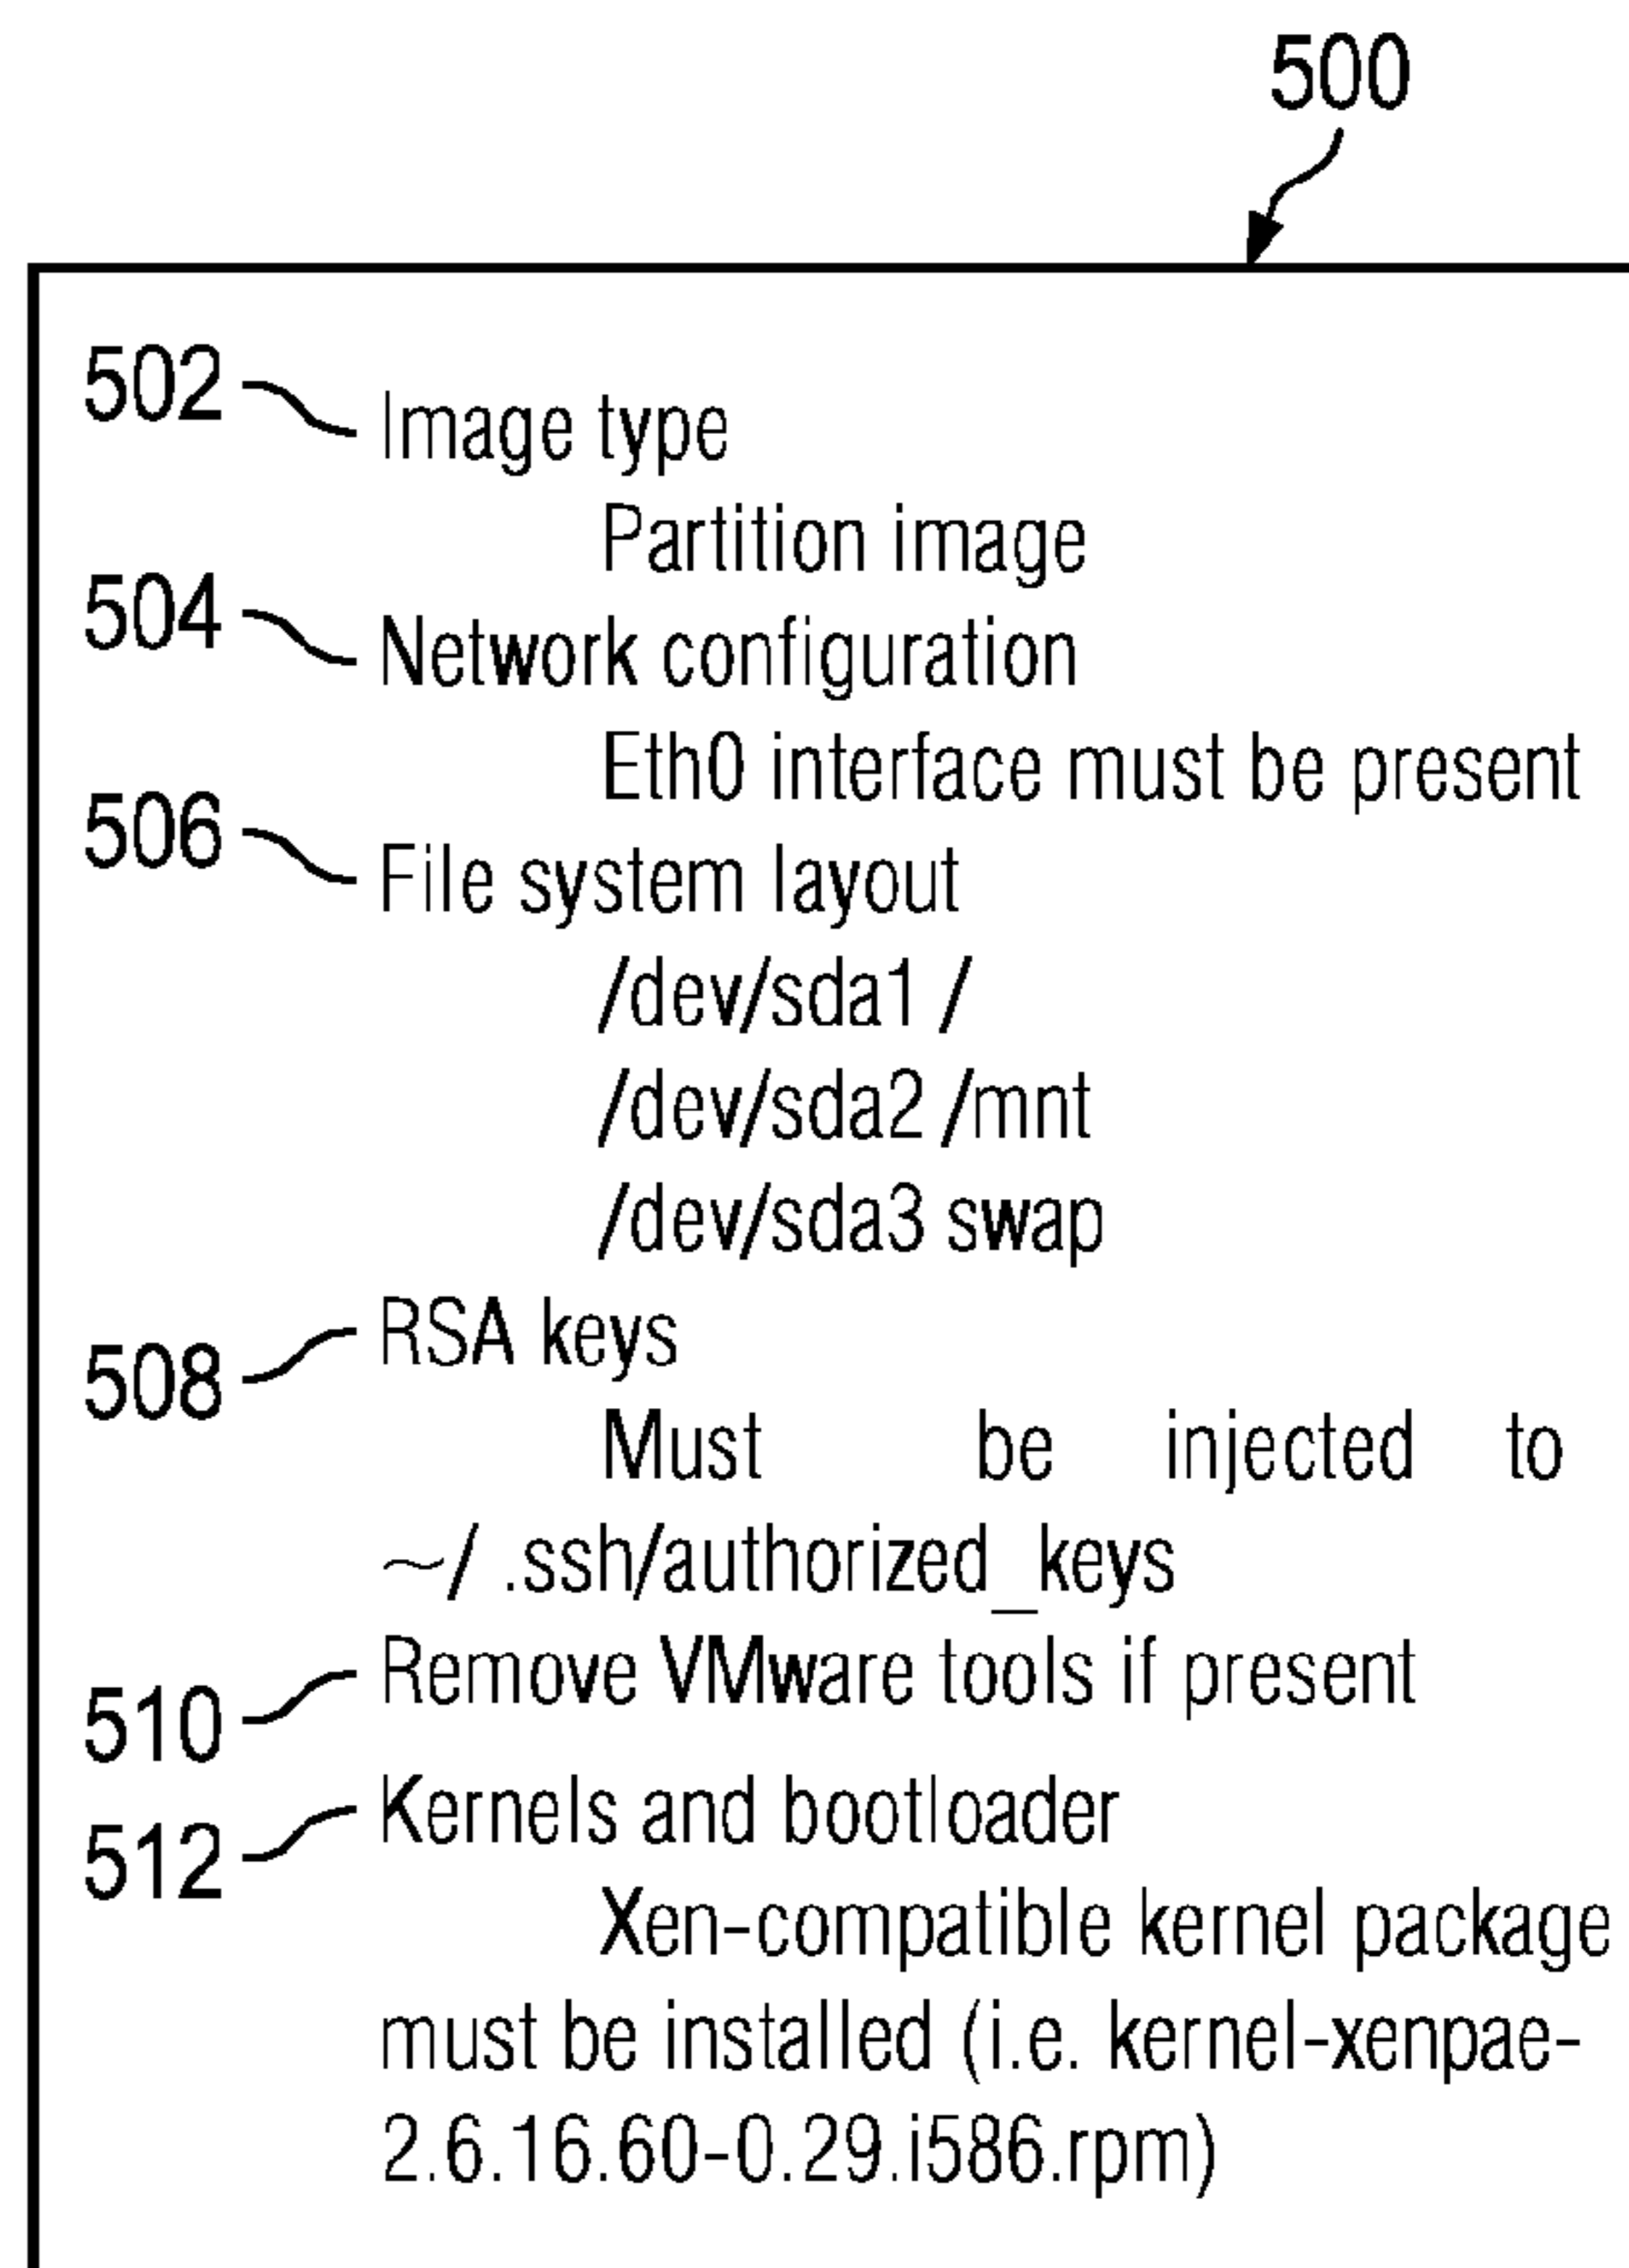 500
502 Image type
Partition image
504 Network configuration
Eth0 interface must be present
506 File system layout
/dev/sda1 /
/dev/sda2 /mnt
/dev/sda3 swap
508 RSA keys
Must be injected to
~/ .ssh/authorized_keys
510 Remove VMware tools if present
512 Kernels and bootloader
Xen-compatible kernel package
must be installed (i.e. kernel-xenpae-
2.6.16.60-0.29.i586.rpm)